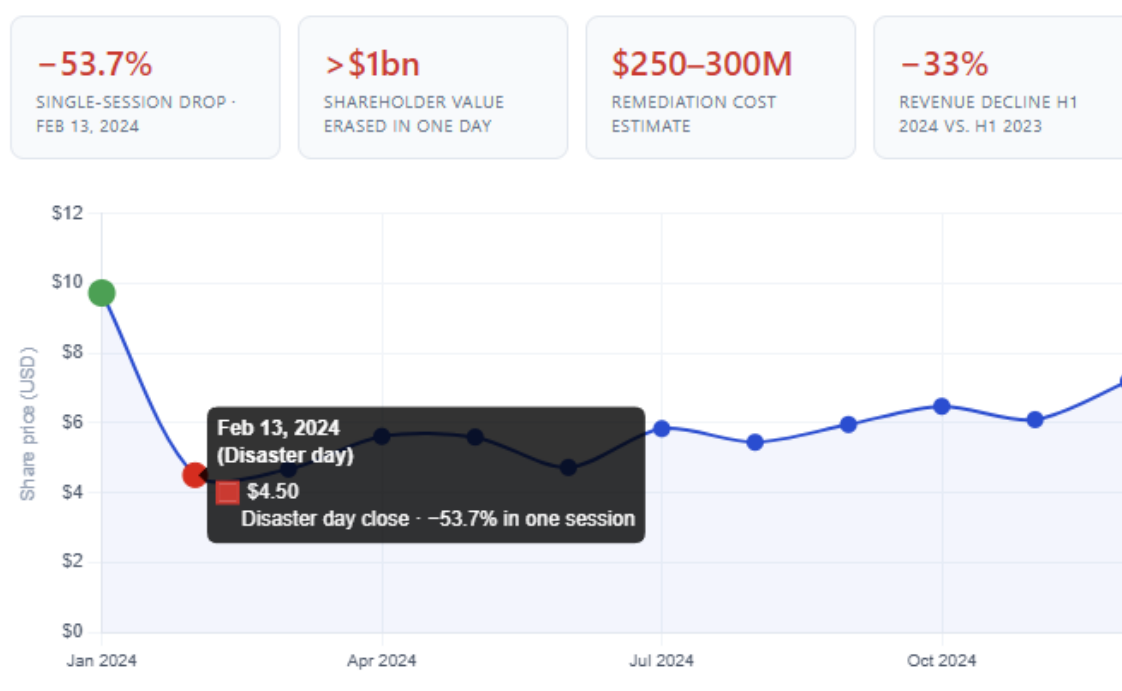 −53.7%
SINGLE-SESSION DROP ·
FEB 13, 2024
>$1bn
SHAREHOLDER VALUE
ERASED IN ONE DAY
$250–300M
REMEDIATION COST
ESTIMATE
−33%
REVENUE DECLINE H1
2024 VS. H1 2023
Share price (USD)
$12
$10
$8
$6
$4
$2
$0
Feb 13, 2024
(Disaster day)
$4.50
Disaster day close · −53.7% in one session
Jan 2024
Apr 2024
Jul 2024
Oct 2024